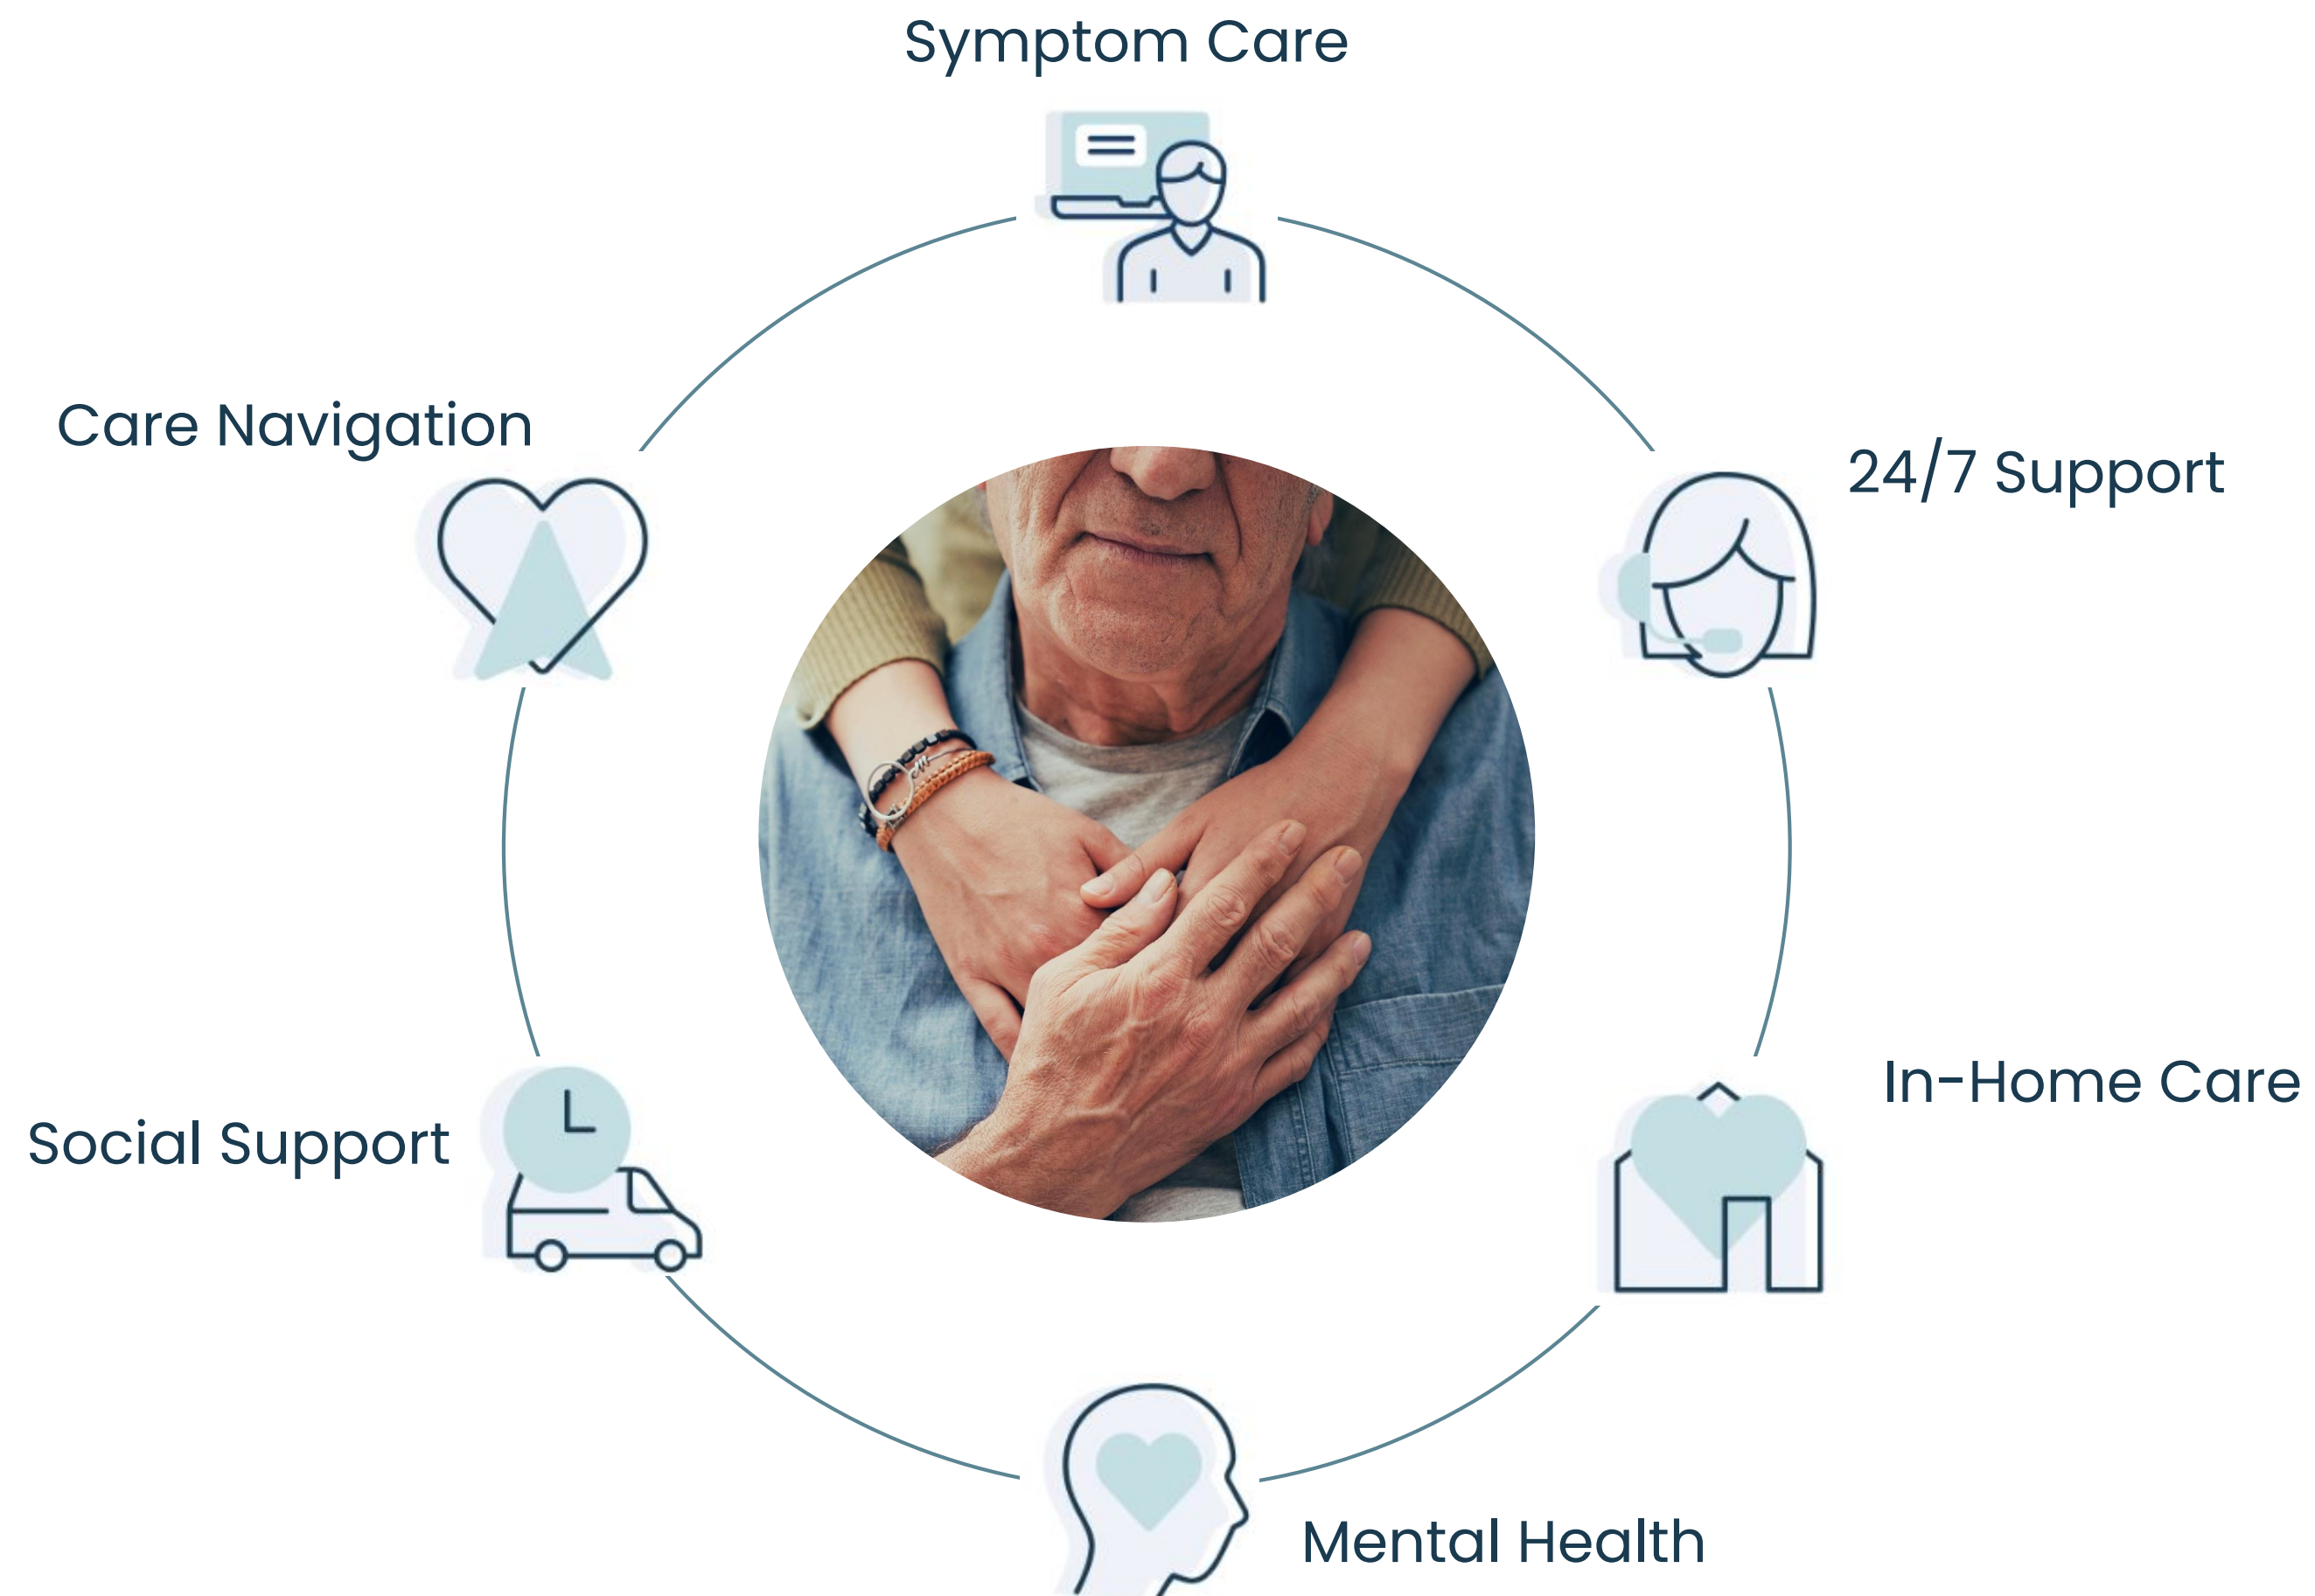 Symptom Care
Care Navigation
24/7 Support
In-Home Care
Social Support
Mental Health